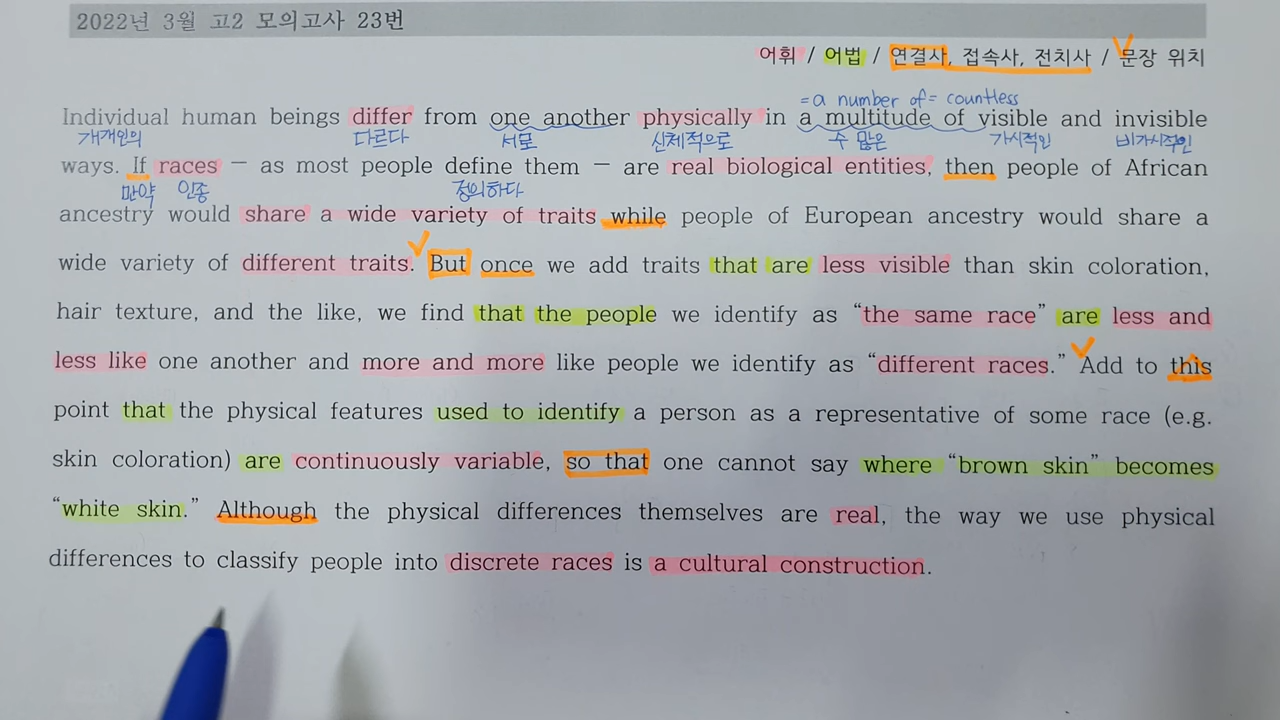 2022년 3월 고2 모의고사 23번
어휘 / 어법 / 연결사, 접속사, 전치사 / 문장 위치
= a number of = countless
Individual human beings differ from one another physically in a multitude of visible and invisible
개개인의 다르다 서로 신체적으로 수 많은 가시적인 비가시적인
ways. If races — as most people define them — are real biological entities, then people of African
만약 인종 정의하다
ancestry would share a wide variety of traits while people of European ancestry would share a
wide variety of different traits. But once we add traits that are less visible than skin coloration,
hair texture, and the like, we find that the people we identify as “the same race” are less and
less like one another and more and more like people we identify as “different races.” Add to this
point that the physical features used to identify a person as a representative of some race (e.g.
skin coloration) are continuously variable, so that one cannot say where “brown skin” becomes
“white skin.” Although the physical differences themselves are real, the way we use physical
differences to classify people into discrete races is a cultural construction.